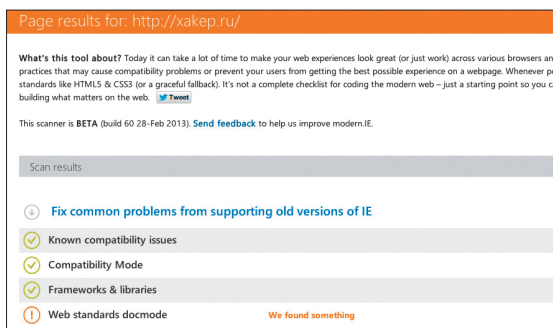 Page results for: http://xakep.ru/
What's this tool about? Today it can take a lot of time to make your web experiences look great (or just work) across various browsers an
practices that may cause compatibility problems or prevent your users from getting the best possible experience on a webpage. Whenever p
standards like HTML5 & CSS3 (or a graceful fallback). It's not a complete checklist for coding the modern web – just a starting point so you c
building what matters on the web. Tweet
This scanner is BETA (build 60 28-Feb 2013). Send feedback to help us improve modern.IE.
Scan results
Fix common problems from supporting old versions of IE
Known compatibility issues
Compatibility Mode
Frameworks & libraries
Web standards docmode We found something